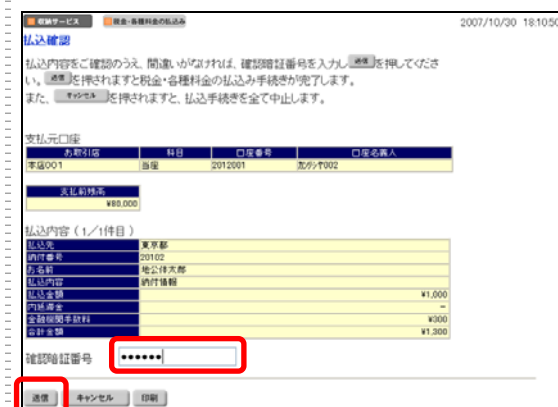 収納サービス 税金・各種料金の払込み 2007/10/30 18:10:50
払込確認
払込内容をご確認のうえ、間違いがなければ、確認暗証番号を入力し 送信 を押してくださ
い。 送信 を押されますと税金・各種料金の払込み手続きが完了します。
また、 キャンセル を押されますと、払込手続きを全て中止します。
支払元口座
お取引店 科目 口座番号 口座名義人
本店001 当座 2012001
支払前残高
¥80,000
払込内容（1／1件目）
払込先 東京都
納付番号 20102
お名前 地公体太郎
払込内容 納付情報
払込金額 ¥1,000
内延滞金 −
金融機関手数料 ¥300
合計金額 ¥1,300
確認暗証番号 ●●●●●●
送信 キャンセル 印刷